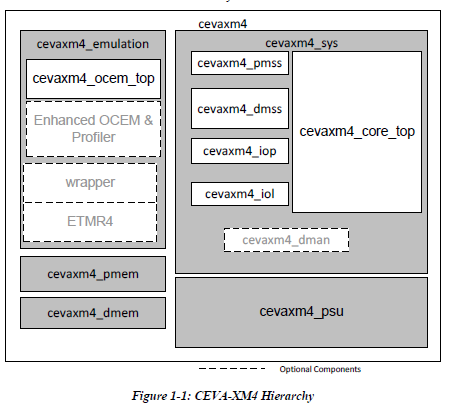 cevaxm4
cevaxm4_emulation
cevaxm4_ocem_top
Enhanced OCEM &
Profiler
wrapper
ETMR4
cevaxm4_pmem
cevaxm4_dmem
cevaxm4_sys
cevaxm4_pmss
cevaxm4_dmss
cevaxm4_iop
cevaxm4_iol
cevaxm4_core_top
cevaxm4_dman
cevaxm4_psu
Optional Components
Figure 1-1: CEVA-XM4 Hierarchy